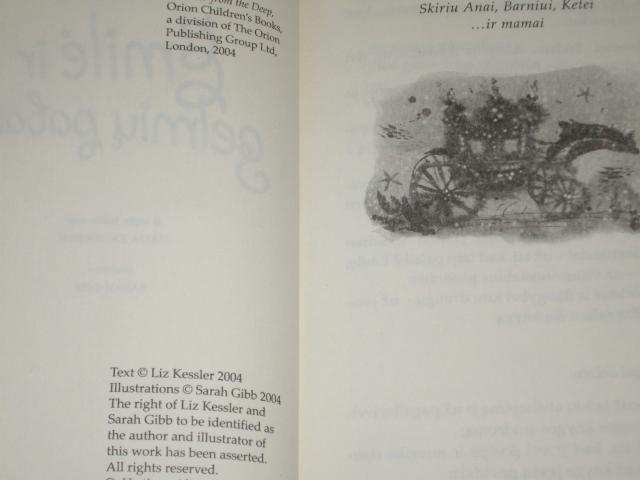 from the Deep,
Orion Children's Books,
a division of The Orion
Publishing Group Ltd,
London, 2004
Text © Liz Kessler 2004
Illustrations © Sarah Gibb 2004
The right of Liz Kessler and
Sarah Gibb to be identified as
the author and illustrator of
this work has been asserted.
All rights reserved.
Skiriu Anai, Barniui, Ketei
...ir mamai